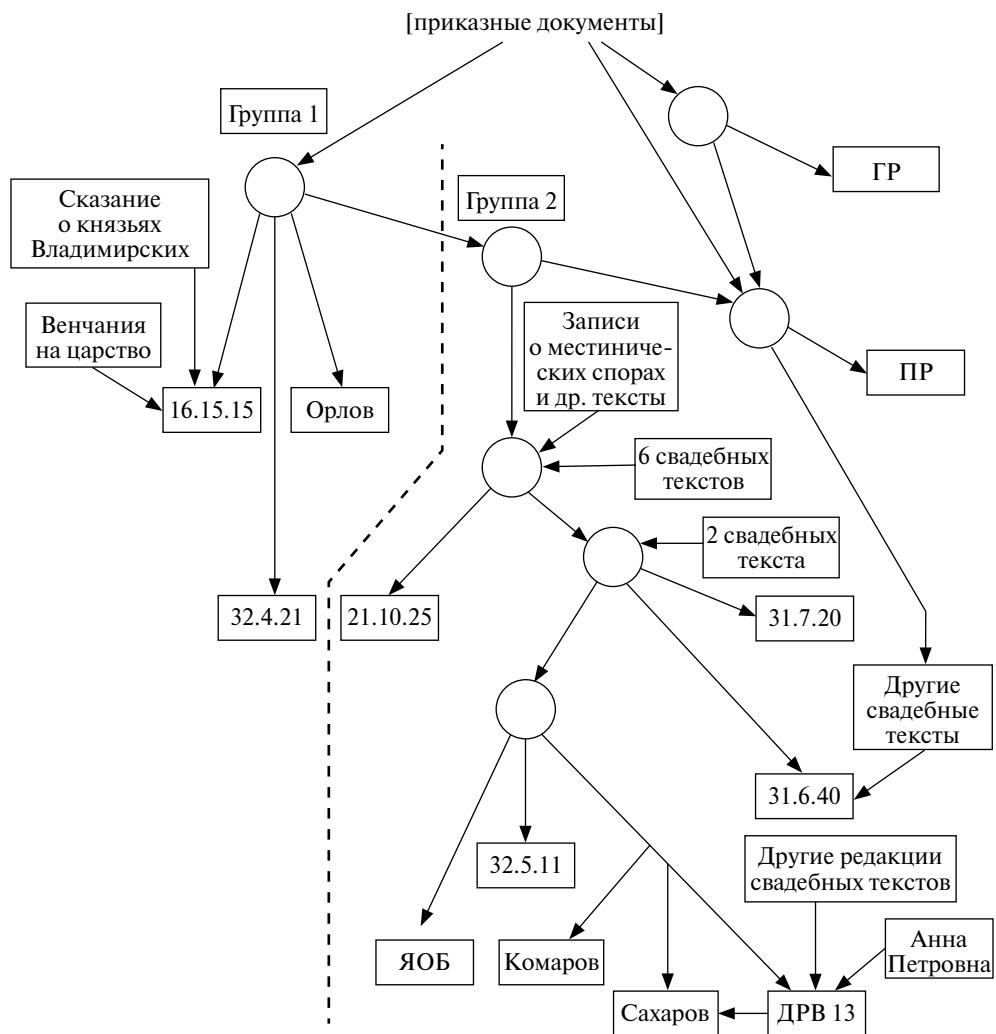 [приказные документы]
Группа 1
ГР
Сказание
о князьях
Владимирских
Группа 2
Венчания
на царство
Записи
о местиниче-
ских спорах
и др. тексты
ПР
16.15.15
Орлов
6 свадебных
текстов
2 свадебных
текста
32.4.21
21.10.25
31.7.20
Другие
свадебные
тексты
31.6.40
32.5.11
Другие редакции
свадебных текстов
ЯОБ
Комаров
Анна
Петровна
Сахаров
ДРВ 13